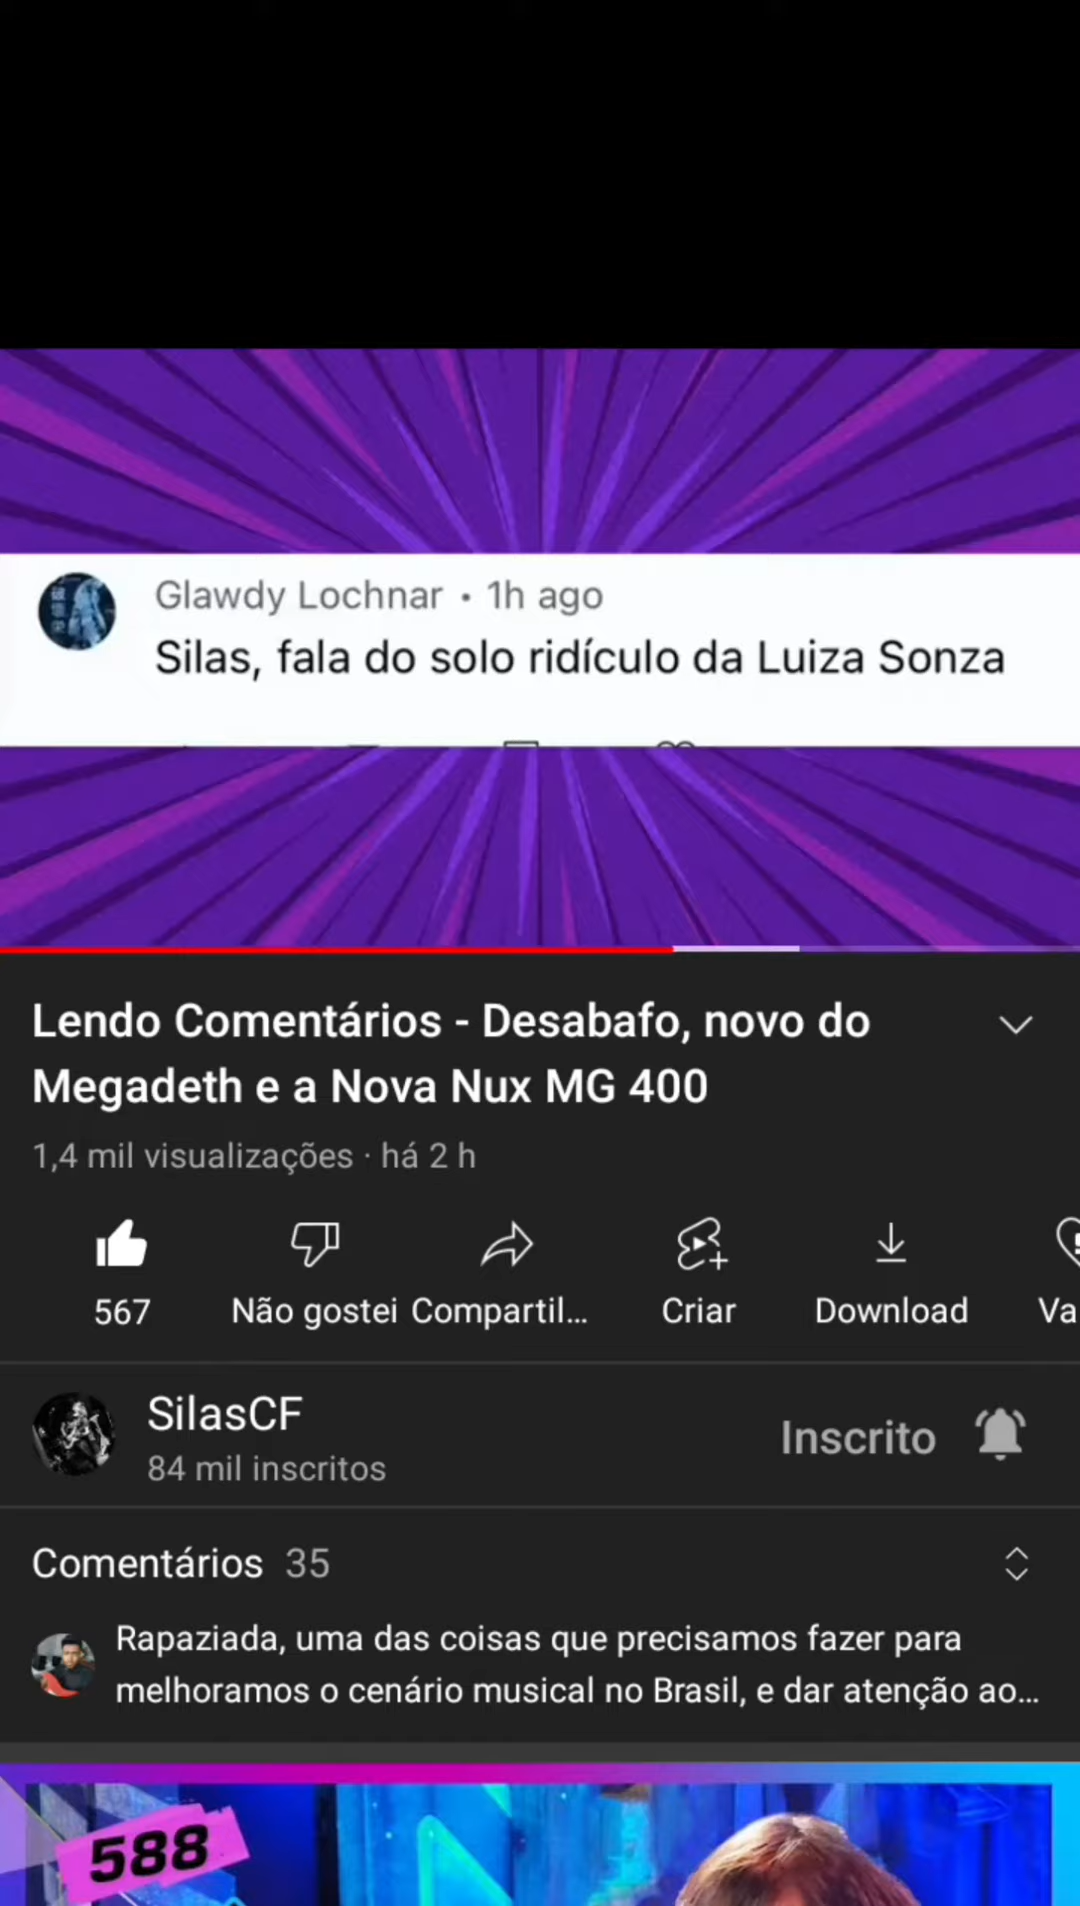 Glawdy Lochnar • 1h ago
Silas, fala do solo ridículo da Luiza Sonza
Lendo Comentários - Desabafo, novo do
Megadeth e a Nova Nux MG 400
1,4 mil visualizações · há 2 h
567 Não gostei Compartil... Criar Download Va
SilasCF
84 mil inscritos
Inscrito
Comentários 35
Rapaziada, uma das coisas que precisamos fazer para
melhoramos o cenário musical no Brasil, e dar atenção ao...
588